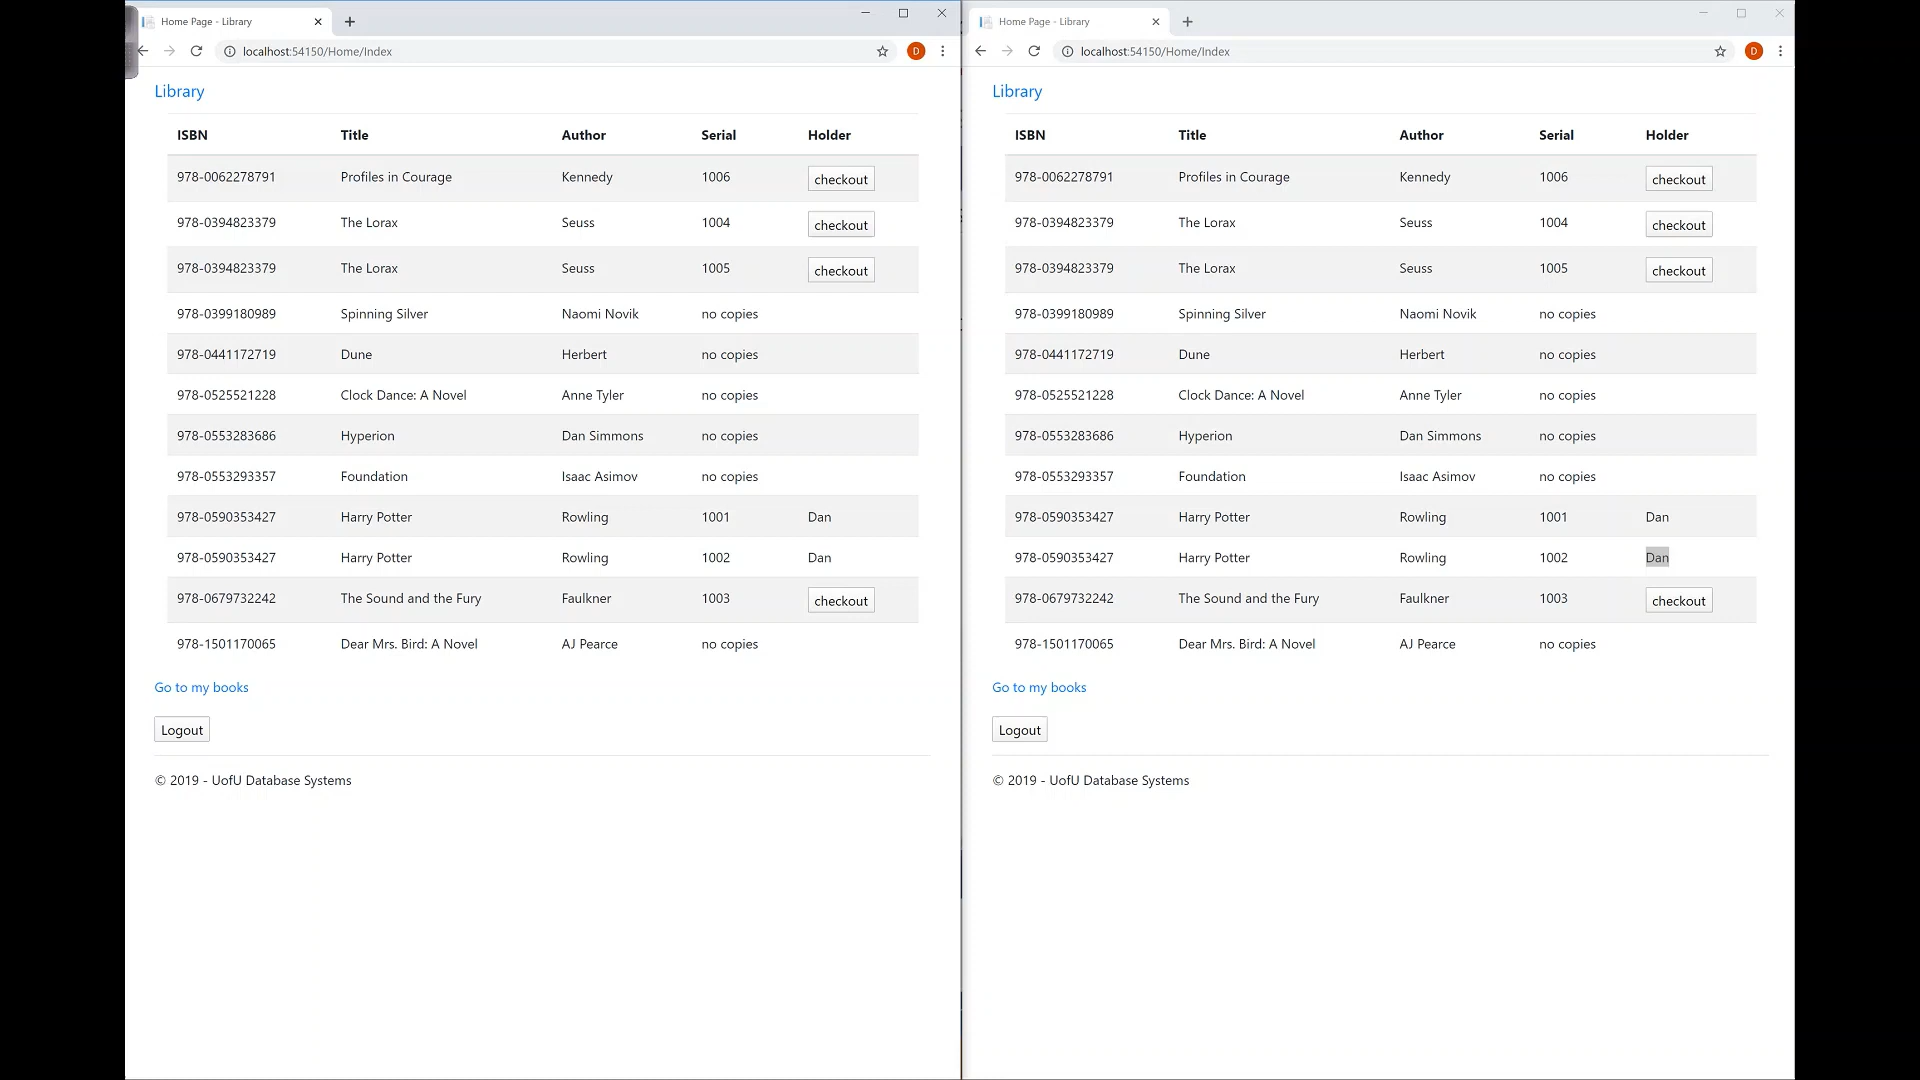 Home Page - Library
localhost:54150/Home/Index
D
Library
ISBN Title Author Serial Holder
978-0062278791 Profiles in Courage Kennedy 1006 checkout
978-0394823379 The Lorax Seuss 1004 checkout
978-0394823379 The Lorax Seuss 1005 checkout
978-0399180989 Spinning Silver Naomi Novik no copies
978-0441172719 Dune Herbert no copies
978-0525521228 Clock Dance: A Novel Anne Tyler no copies
978-0553283686 Hyperion Dan Simmons no copies
978-0553293357 Foundation Isaac Asimov no copies
978-0590353427 Harry Potter Rowling 1001 Dan
978-0590353427 Harry Potter Rowling 1002 Dan
978-0679732242 The Sound and the Fury Faulkner 1003 checkout
978-1501170065 Dear Mrs. Bird: A Novel AJ Pearce no copies
Go to my books
Logout
© 2019 - UofU Database Systems
Home Page - Library
localhost:54150/Home/Index
D
Library
ISBN Title Author Serial Holder
978-0062278791 Profiles in Courage Kennedy 1006 checkout
978-0394823379 The Lorax Seuss 1004 checkout
978-0394823379 The Lorax Seuss 1005 checkout
978-0399180989 Spinning Silver Naomi Novik no copies
978-0441172719 Dune Herbert no copies
978-0525521228 Clock Dance: A Novel Anne Tyler no copies
978-0553283686 Hyperion Dan Simmons no copies
978-0553293357 Foundation Isaac Asimov no copies
978-0590353427 Harry Potter Rowling 1001 Dan
978-0590353427 Harry Potter Rowling 1002 Dan
978-0679732242 The Sound and the Fury Faulkner 1003 checkout
978-1501170065 Dear Mrs. Bird: A Novel AJ Pearce no copies
Go to my books
Logout
© 2019 - UofU Database Systems